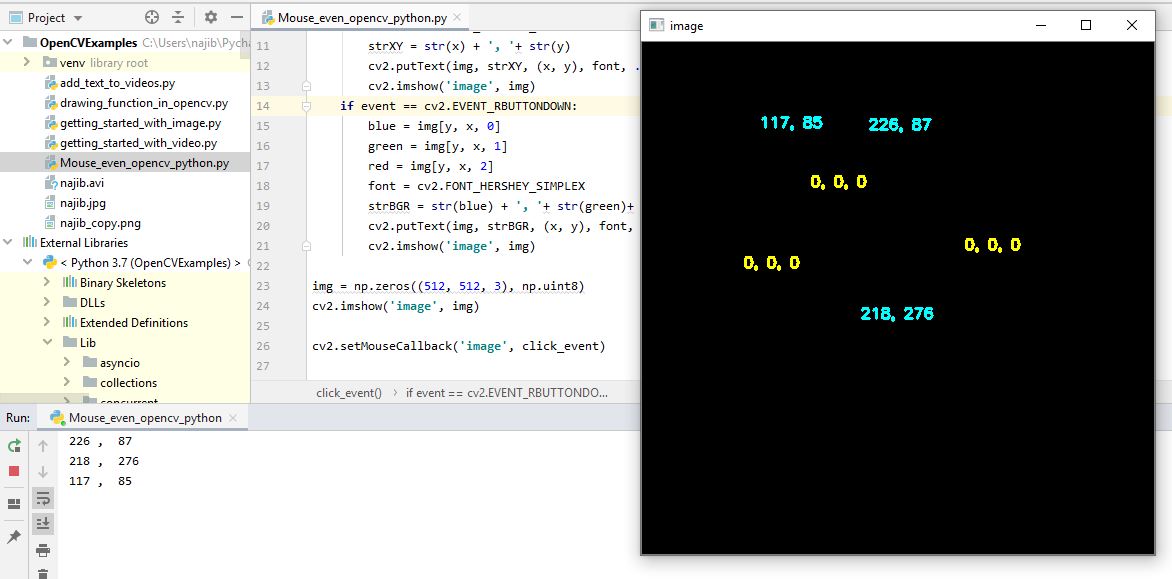 Project
OpenCVExamples C:\Users\najib\Pycha
venv library root
add_text_to_videos.py
drawing_function_in_opencv.py
getting_started_with_image.py
getting_started_with_video.py
Mouse_even_opencv_python.py
najib.avi
najib.jpg
najib_copy.png
External Libraries
< Python 3.7 (OpenCVExamples) >
Binary Skeletons
DLLs
Extended Definitions
Lib
asyncio
collections
concurrent
Mouse_even_opencv_python.py
11 strXY = str(x) + ', '+ str(y)
12 cv2.putText(img, strXY, (x, y), font, .
13 cv2.imshow('image', img)
14 if event == cv2.EVENT_RBUTTONDOWN:
15 blue = img[y, x, 0]
16 green = img[y, x, 1]
17 red = img[y, x, 2]
18 font = cv2.FONT_HERSHEY_SIMPLEX
19 strBGR = str(blue) + ', '+ str(green)+
20 cv2.putText(img, strBGR, (x, y), font,
21 cv2.imshow('image', img)
22
23 img = np.zeros((512, 512, 3), np.uint8)
24 cv2.imshow('image', img)
25
26 cv2.setMouseCallback('image', click_event)
27
click_event() > if event == cv2.EVENT_RBUTTONDO...
Run: Mouse_even_opencv_python
226 , 87
218 , 276
117 , 85
image
117, 85 226, 87
0, 0, 0
0, 0, 0
0, 0, 0
218, 276